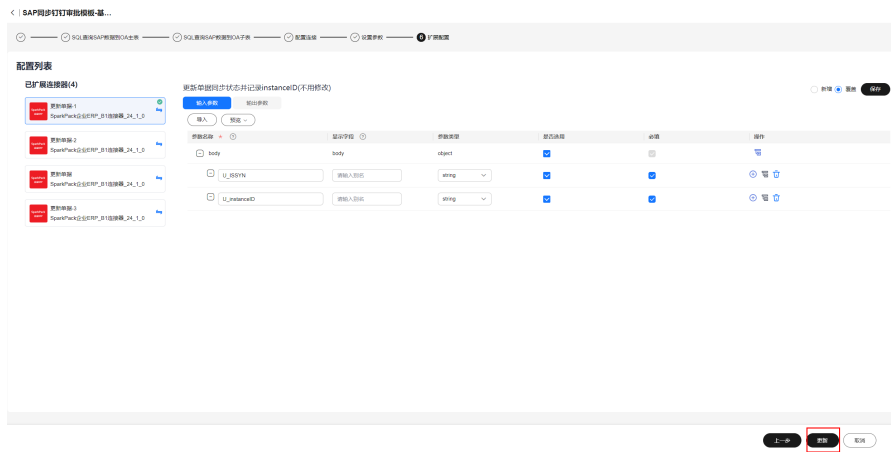 < | SAP同步钉钉审批模板-基...
SQL查询SAP数据到OA主表
SQL查询SAP数据到OA子表
配置连接
设置参数
6 扩展配置
配置列表
已扩展连接器(4)
更新单据-1
SparkPack企业ERP_B1连接器_24_1_0
更新单据-2
SparkPack企业ERP_B1连接器_24_1_0
更新单据
SparkPack企业ERP_B1连接器_24_1_0
更新单据-3
SparkPack企业ERP_B1连接器_24_1_0
更新单据同步状态并记录instanceID(不用修改)
新增 覆盖 保存
输入参数 输出参数
导入 预览
参数名称 * 显示字段 参数类型 是否选用 必填 操作
body body object
U_ISSYN 请输入别名 string
U_instanceID 请输入别名 string
上一步 更新 取消